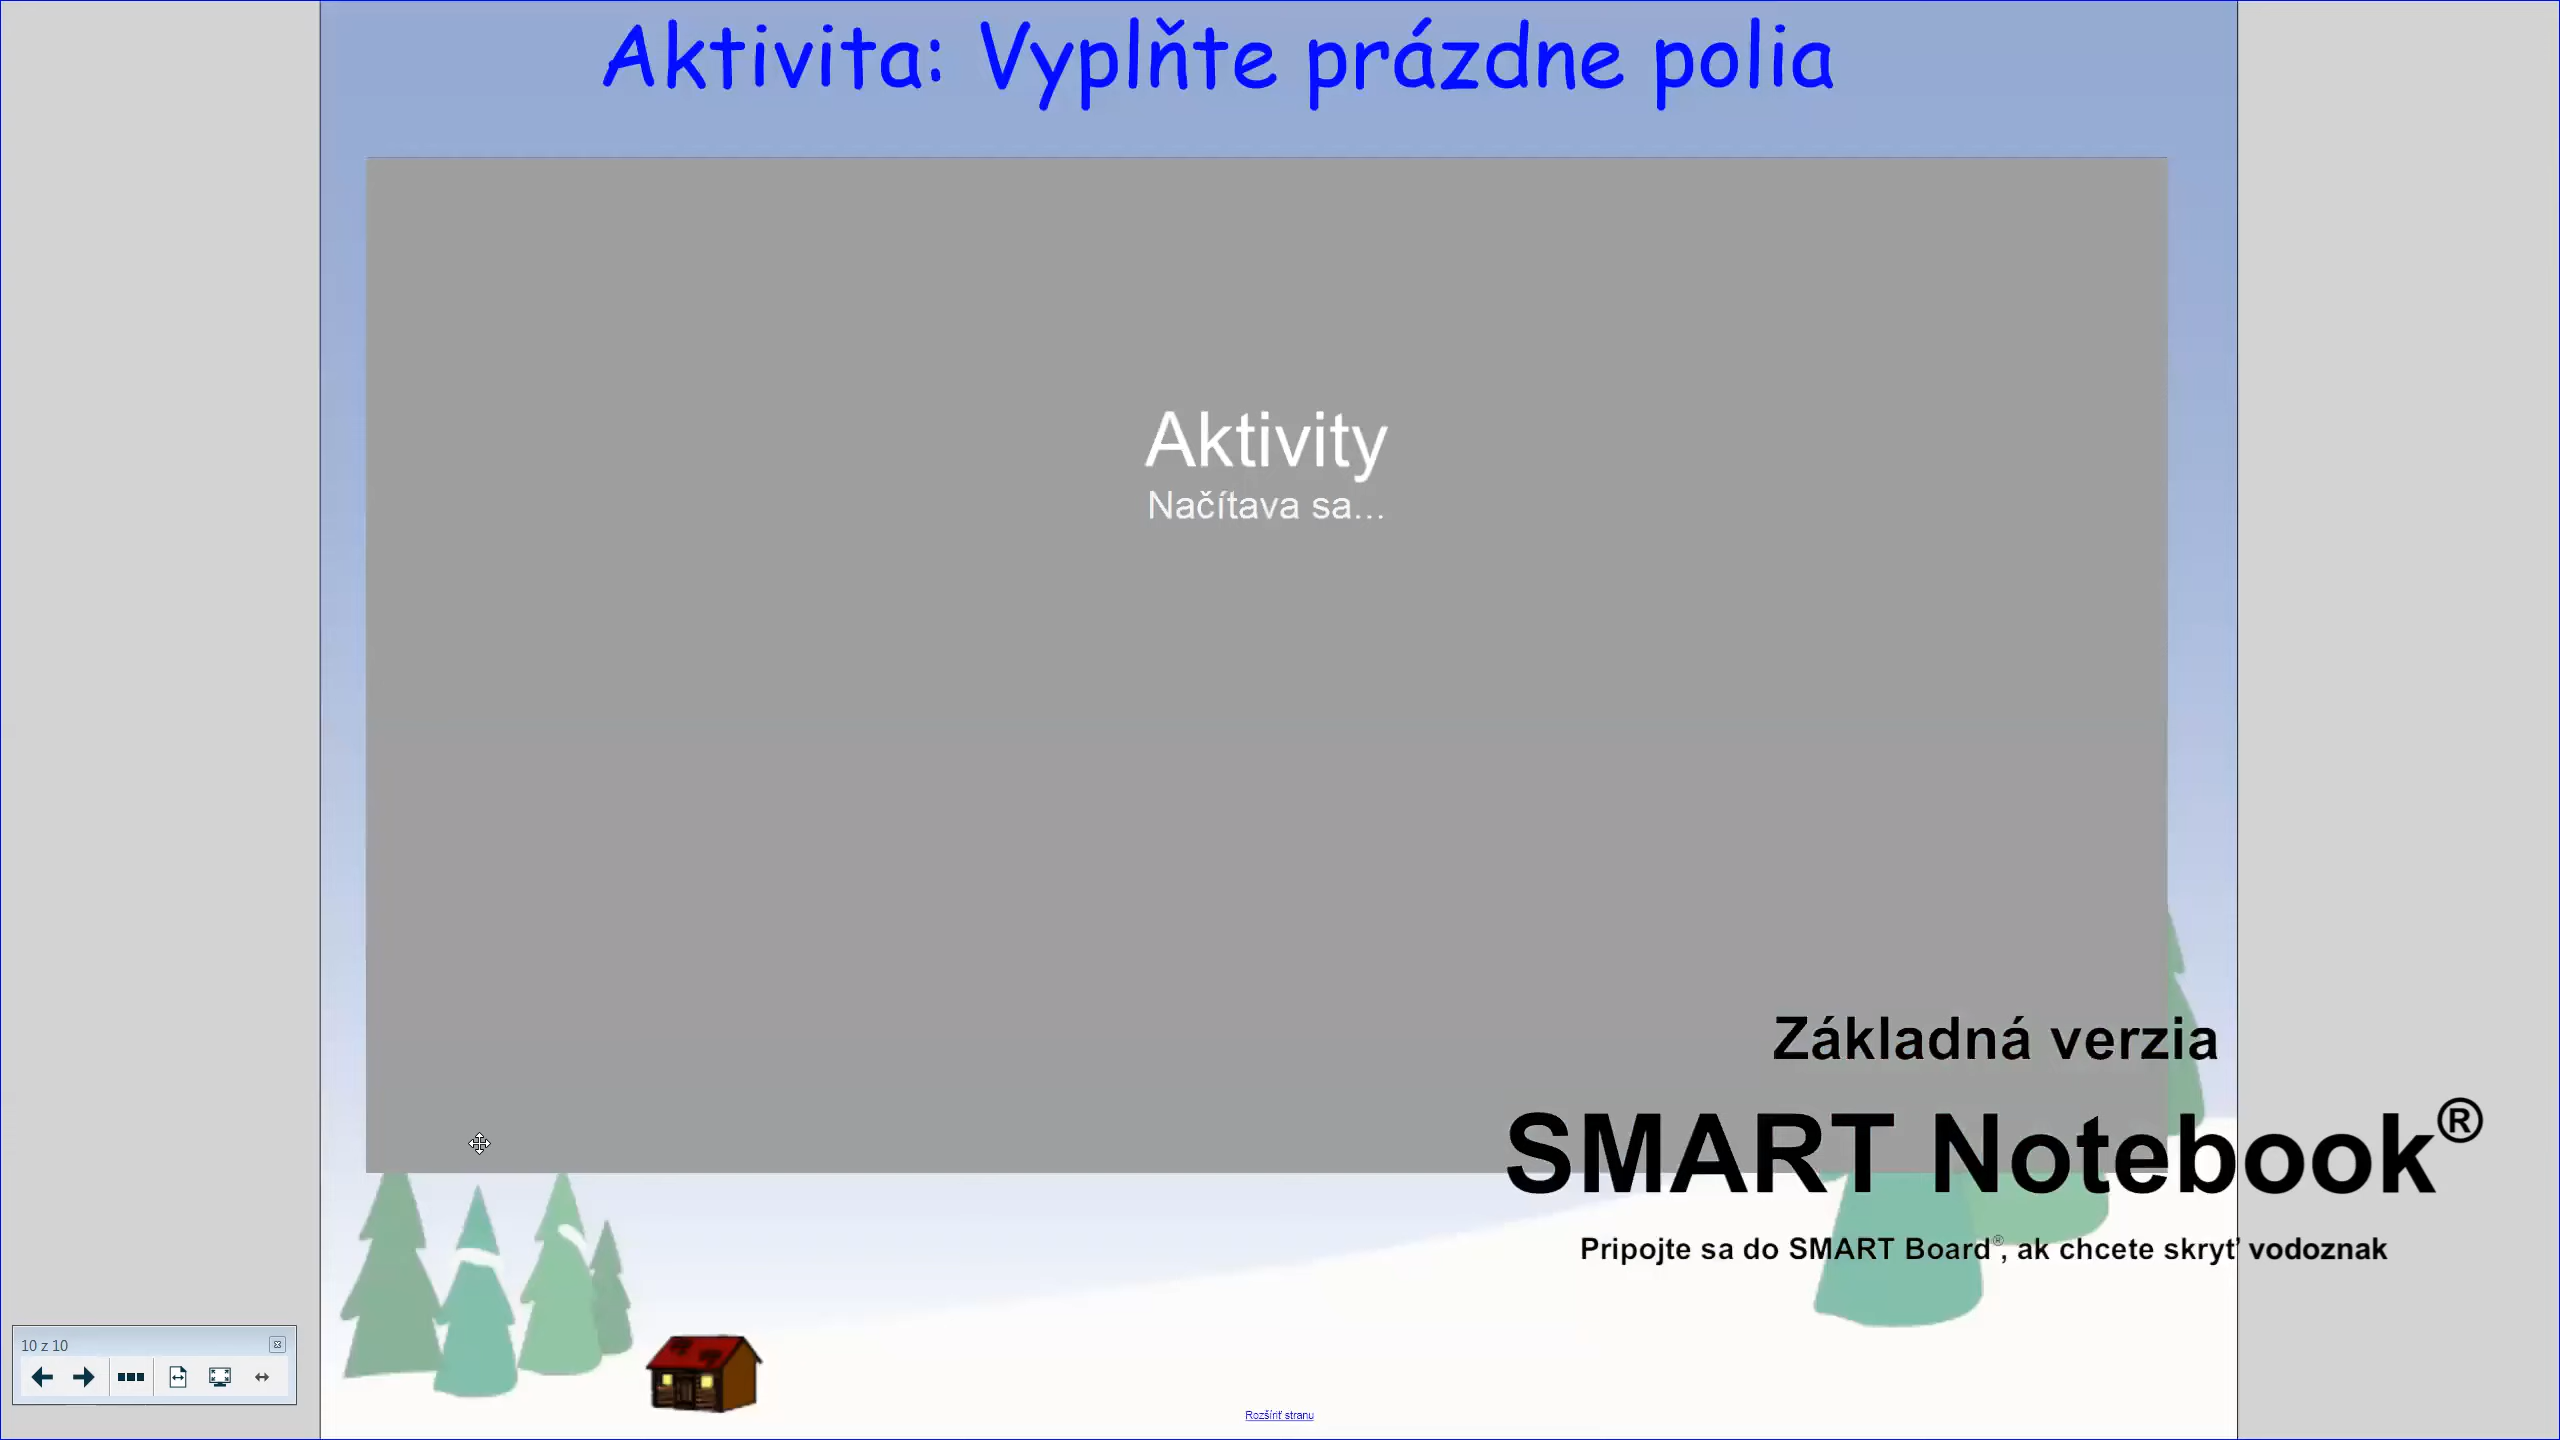 Aktivita: Vyplňte prázdne polia
Aktivity
Načítava sa...
Základná verzia
SMART Notebook®
Pripojte sa do SMART Board®, ak chcete skryť vodoznak
10 z 10
Rozšíriť stranu